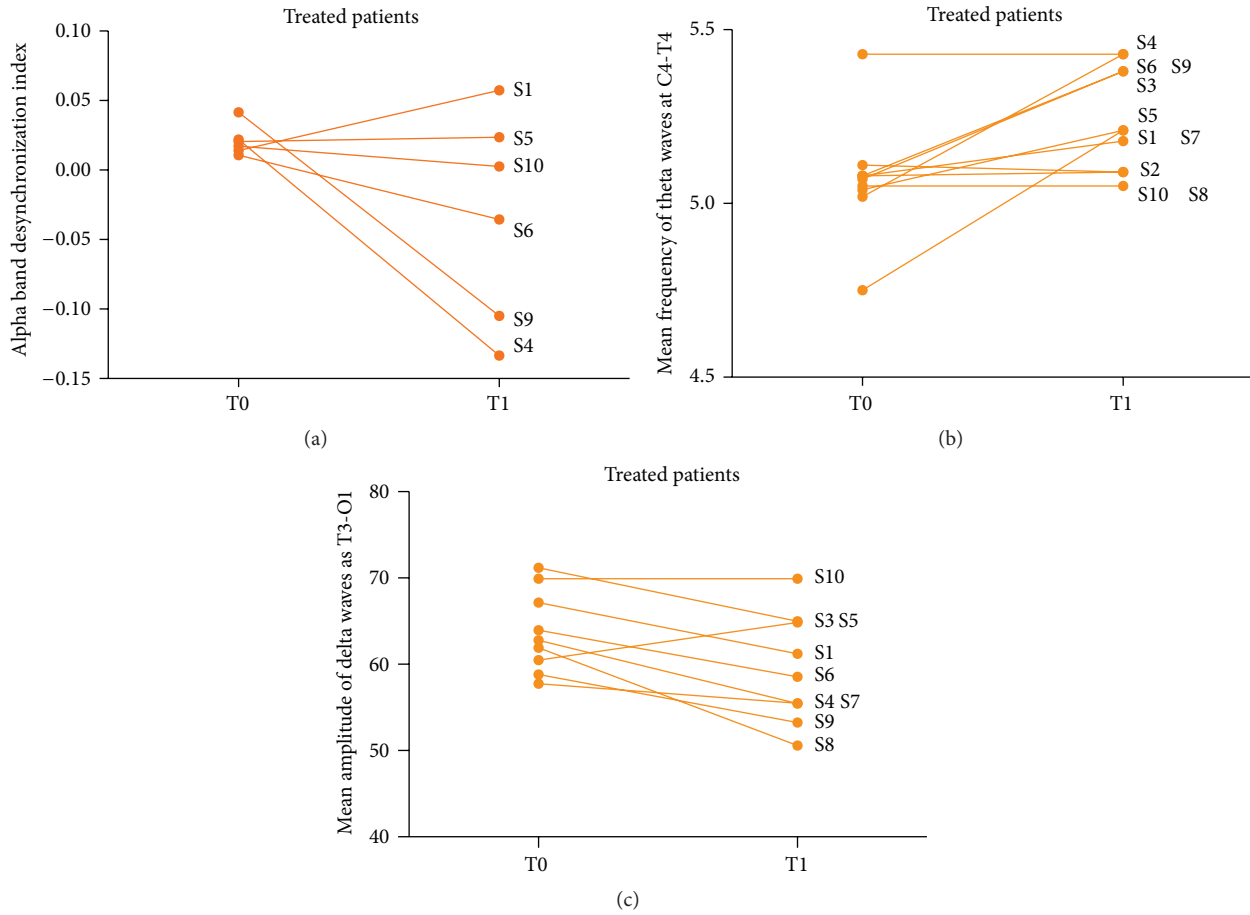 Treated patients
Alpha band desynchronization index
0.10
0.05
0.00
−0.05
−0.10
−0.15
S1
S5
S10
S6
S9
S4
T0 T1
(a)
Treated patients
Mean frequency of theta waves at C4-T4
5.5
5.0
4.5
S4
S6 S9
S3
S5
S1 S7
S2
S10 S8
T0 T1
(b)
Treated patients
Mean amplitude of delta waves as T3-O1
80
70
60
50
40
S10
S3 S5
S1
S6
S4 S7
S9
S8
T0 T1
(c)